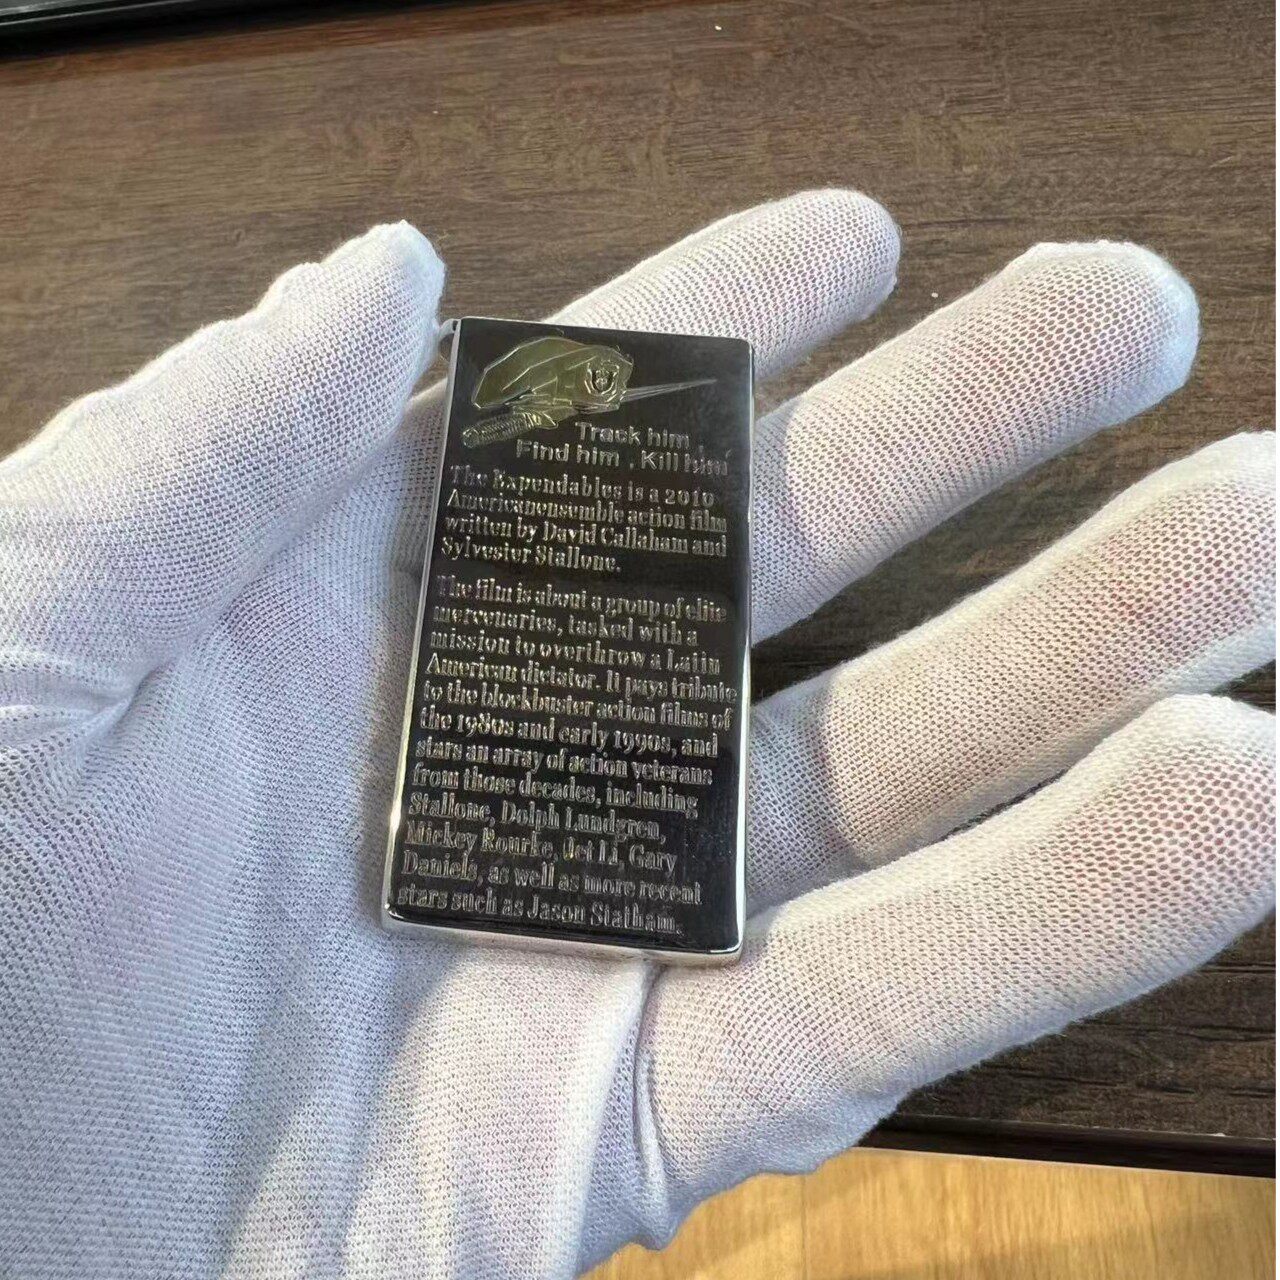 Track him
Find him . Kill him
The Expendables is a 2010
Americanensemble action film
written by David Callaham and
Sylvester Stallone.
The film is about a group of elite
mercenaries, tasked with a
mission to overthrow a Latin
American dictator. It pays tribute
to the blockbuster action films of
the 1980s and early 1990s, and
stars an array of action veterans
from those decades, including
Stallone, Dolph Lundgren,
Mickey Rourke, Jet Li, Gary
Daniels, as well as more recent
stars such as Jason Statham.